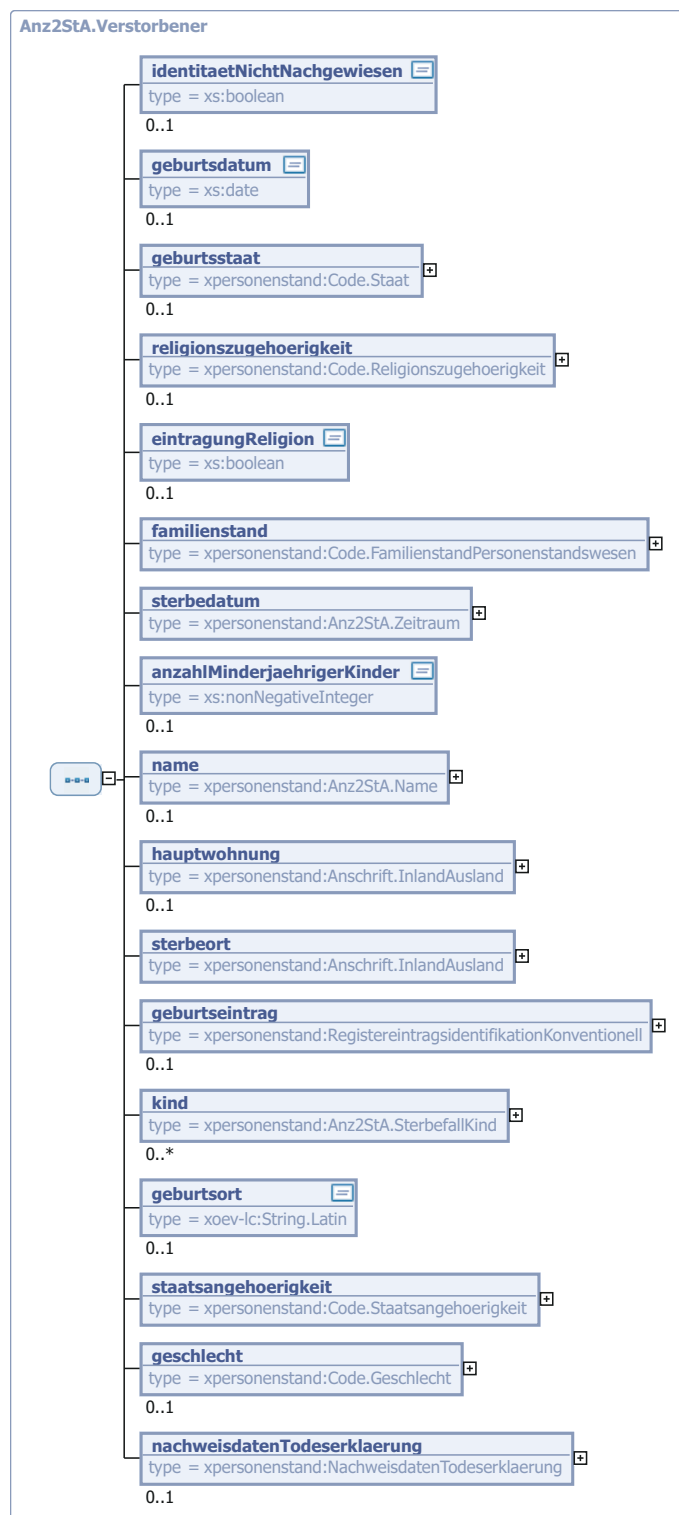 Anz2StA.Verstorbener
identitaetNichtNachgewiesen
type = xs:boolean
0..1
geburtsdatum
type = xs:date
0..1
geburtsstaat
type = xpersonenstand:Code.Staat
0..1
religionszugehoerigkeit
type = xpersonenstand:Code.Religionszugehoerigkeit
0..1
eintragungReligion
type = xs:boolean
0..1
familienstand
type = xpersonenstand:Code.FamilienstandPersonenstandswesen
sterbedatum
type = xpersonenstand:Anz2StA.Zeitraum
anzahlMinderjaehrigerKinder
type = xs:nonNegativeInteger
0..1
name
type = xpersonenstand:Anz2StA.Name
0..1
hauptwohnung
type = xpersonenstand:Anschrift.InlandAusland
0..1
sterbeort
type = xpersonenstand:Anschrift.InlandAusland
geburtseintrag
type = xpersonenstand:RegistereintragsidentifikationKonventionell
0..1
kind
type = xpersonenstand:Anz2StA.SterbefallKind
0..*
geburtsort
type = xoev-lc:String.Latin
0..1
staatsangehoerigkeit
type = xpersonenstand:Code.Staatsangehoerigkeit
geschlecht
type = xpersonenstand:Code.Geschlecht
0..1
nachweisdatenTodeserklaerung
type = xpersonenstand:NachweisdatenTodeserklaerung
0..1